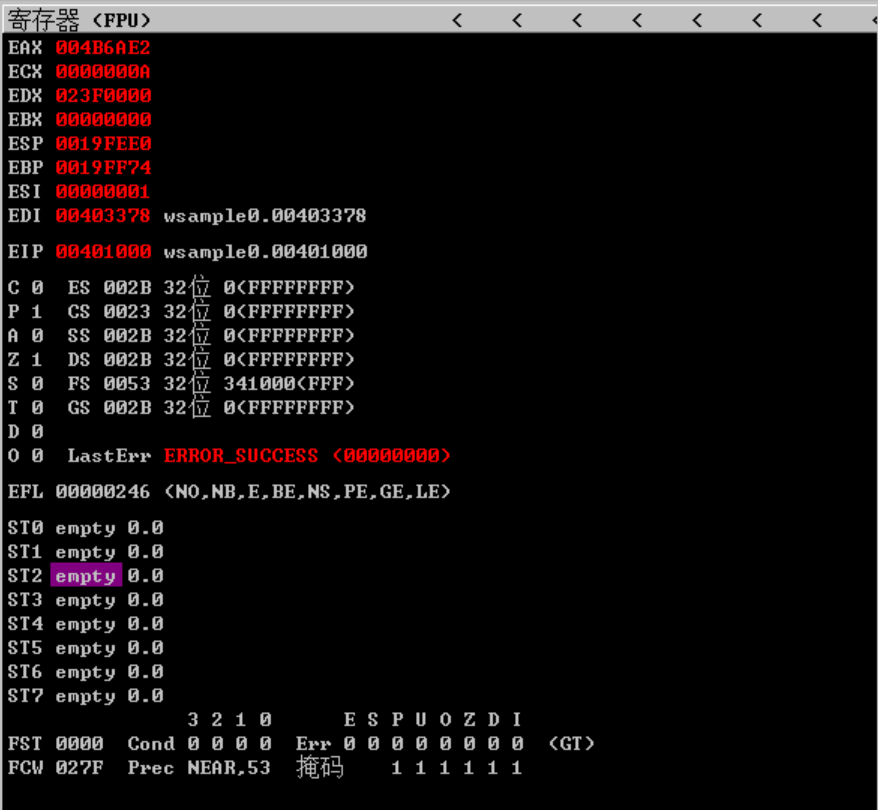 寄存器 (FPU) < < < < < < < <
EAX 004B6AE2
ECX 0000000A
EDX 023F0000
EBX 00000000
ESP 0019FEE0
EBP 0019FF74
ESI 00000001
EDI 00403378 wsample0.00403378
EIP 00401000 wsample0.00401000
C 0 ES 002B 32位 0(FFFFFFFF)
P 1 CS 0023 32位 0(FFFFFFFF)
A 0 SS 002B 32位 0(FFFFFFFF)
Z 1 DS 002B 32位 0(FFFFFFFF)
S 0 FS 0053 32位 341000(FFF)
T 0 GS 002B 32位 0(FFFFFFFF)
D 0
O 0 LastErr ERROR_SUCCESS (00000000)
EFL 00000246 (NO,NB,E,BE,NS,PE,GE,LE)
ST0 empty 0.0
ST1 empty 0.0
ST2 empty 0.0
ST3 empty 0.0
ST4 empty 0.0
ST5 empty 0.0
ST6 empty 0.0
ST7 empty 0.0
3 2 1 0 E S P U O Z D I
FST 0000 Cond 0 0 0 0 Err 0 0 0 0 0 0 0 0 (GT)
FCW 027F Prec NEAR,53 掩码 1 1 1 1 1 1